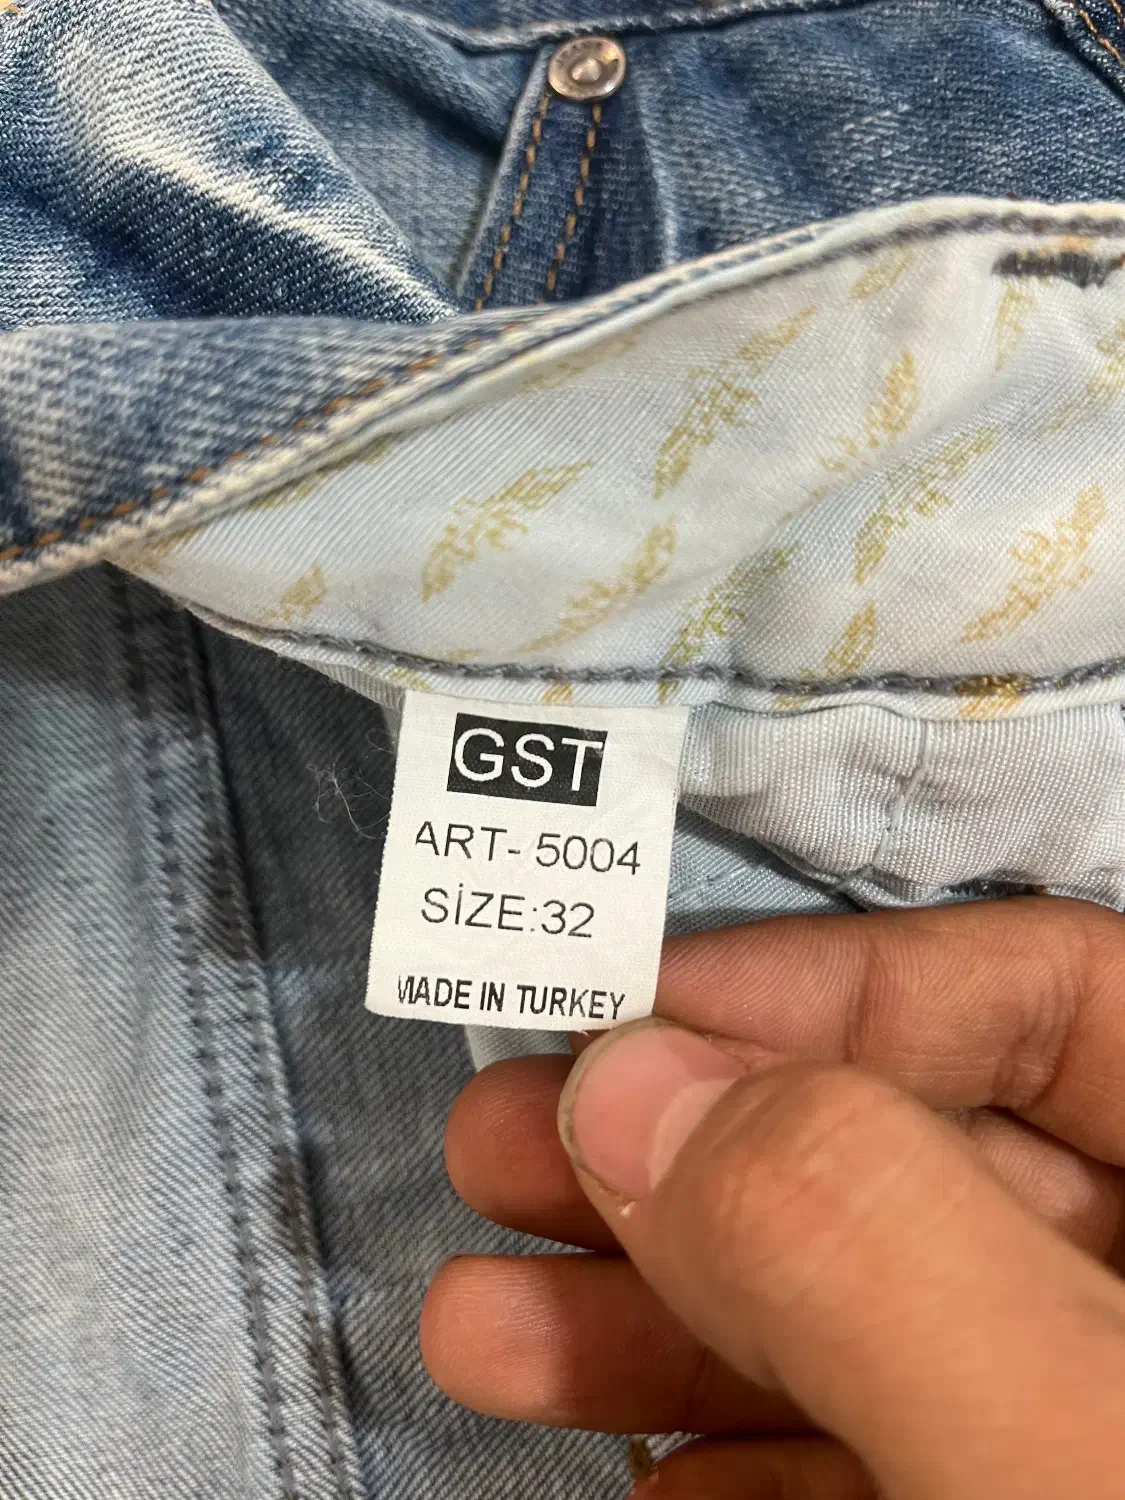 GST
ART- 5004
SİZE:32
MADE IN TURKEY